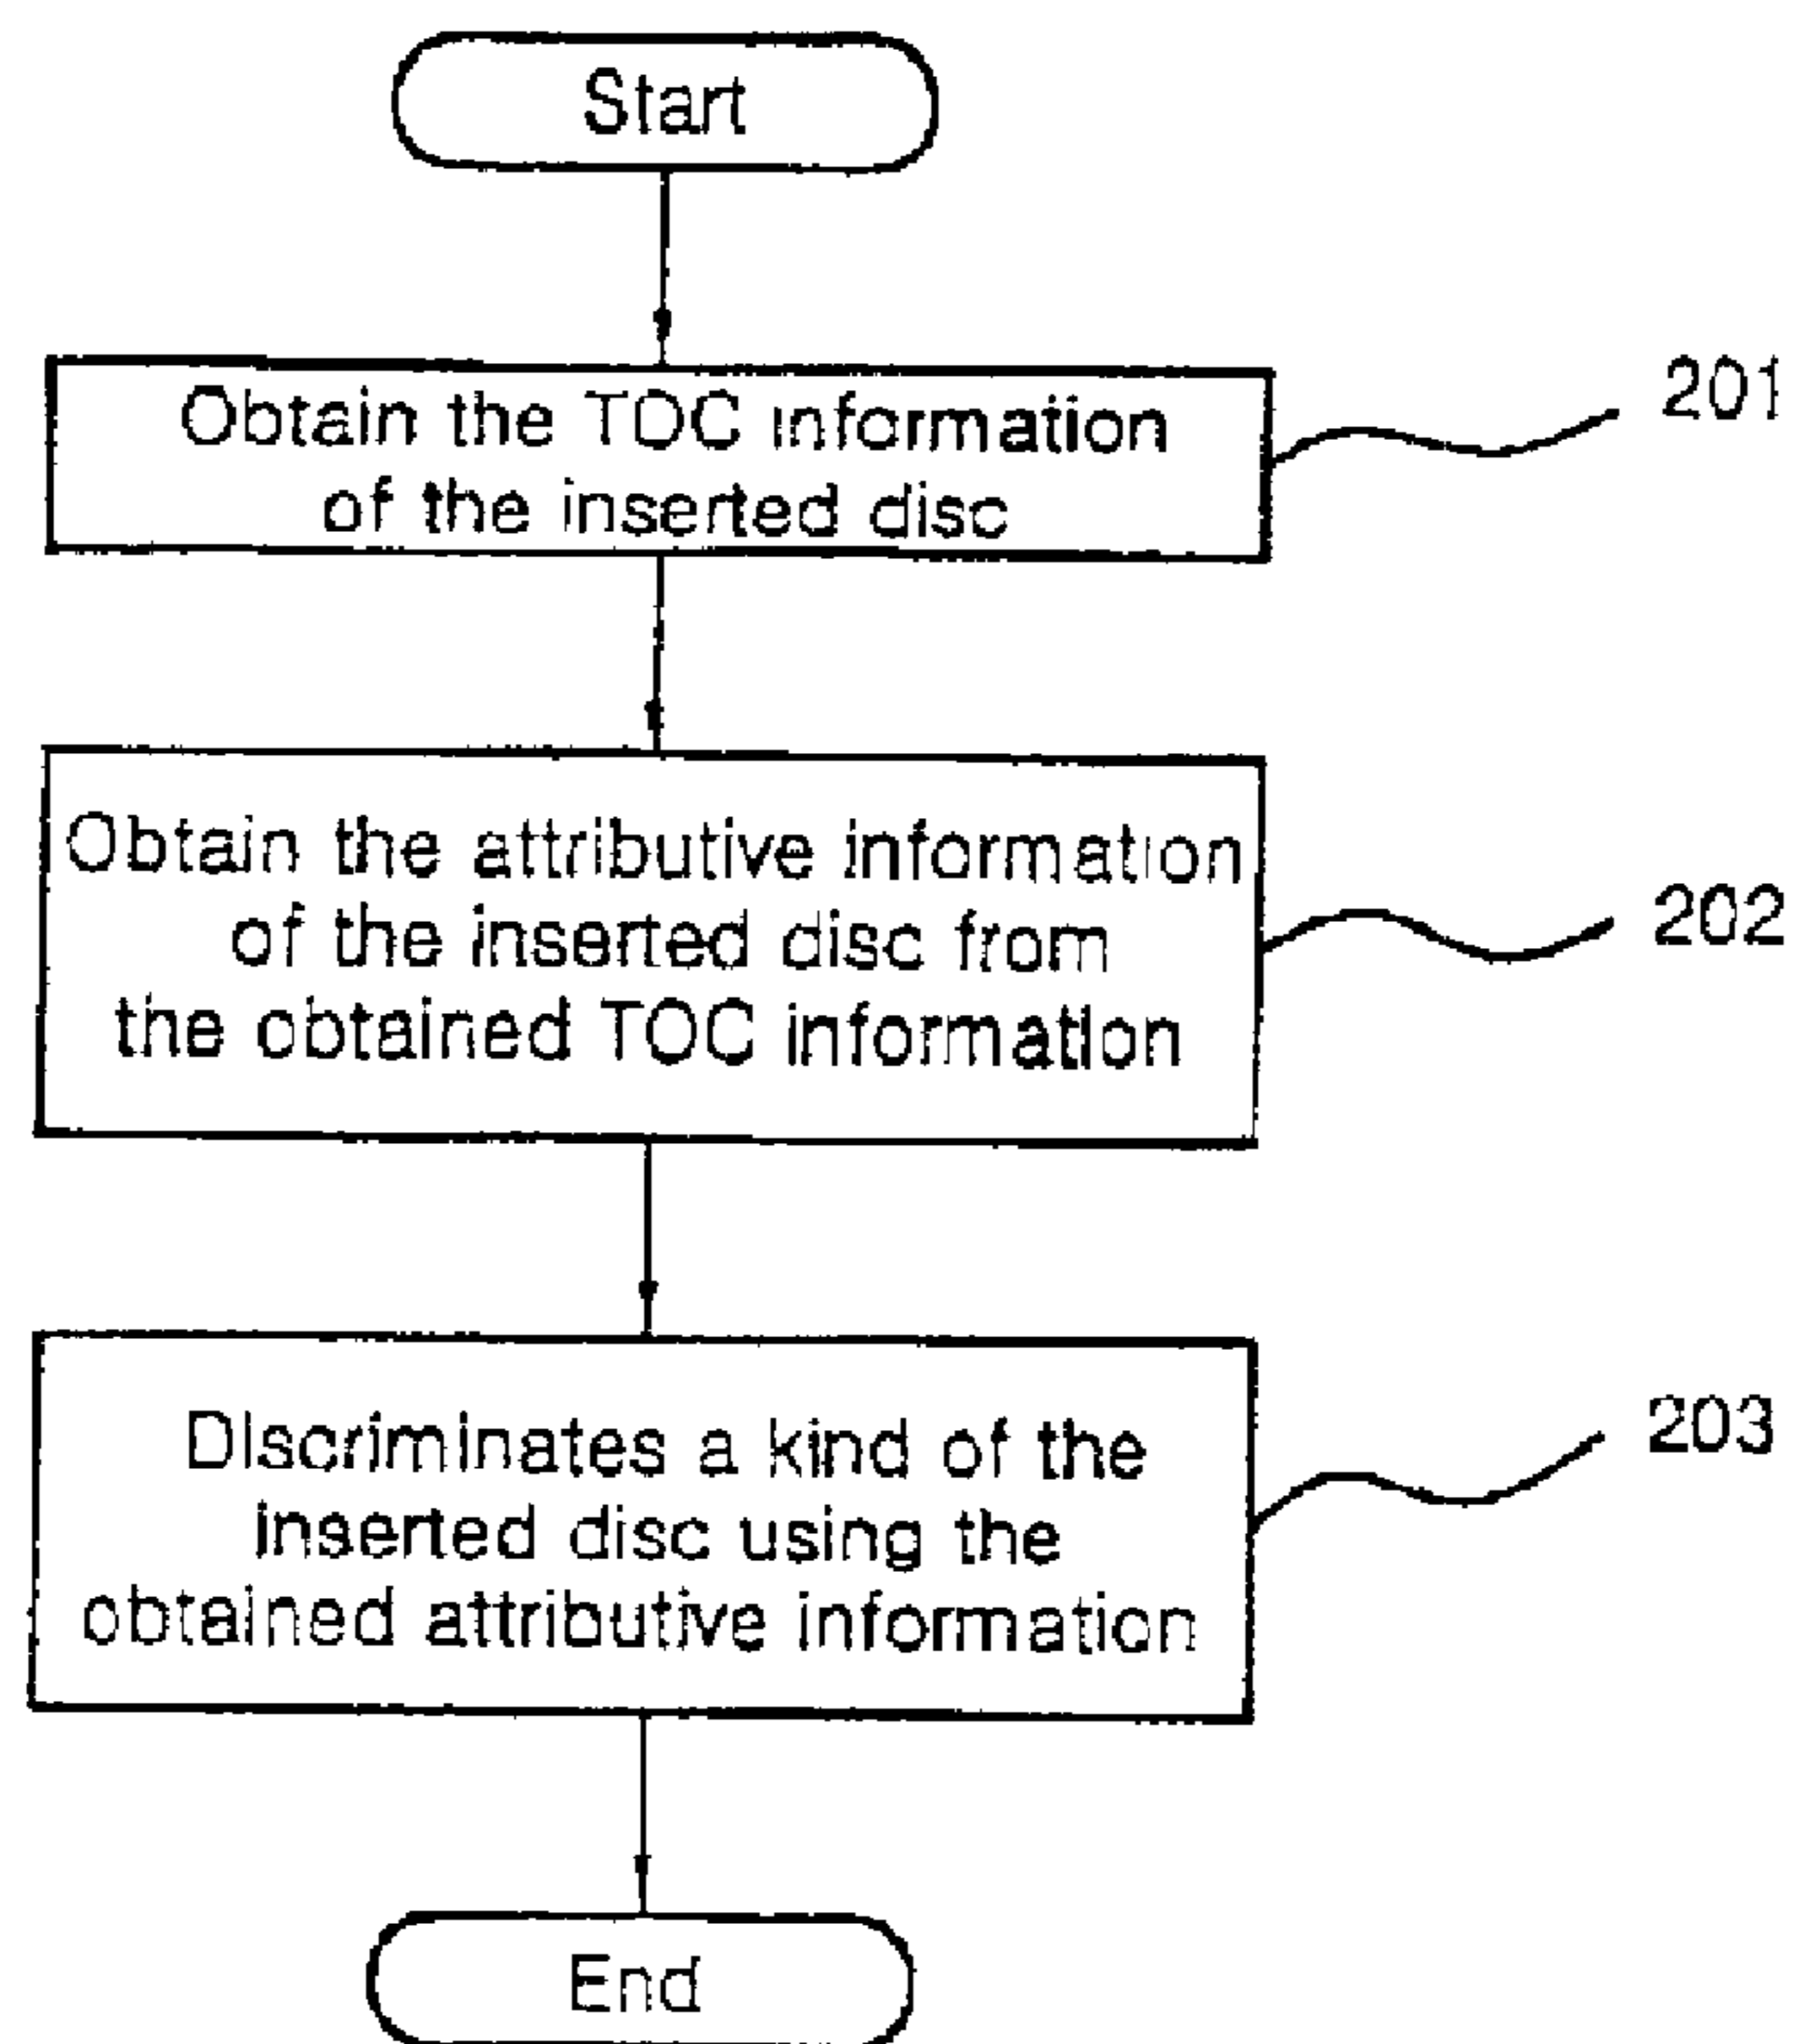 Start
Obtain the TOC information
of the inserted disc
201
Obtain the attributive information
of the inserted disc from
the obtained TOC information
202
Discriminates a kind of the
inserted disc using the
obtained attributive information
203
End